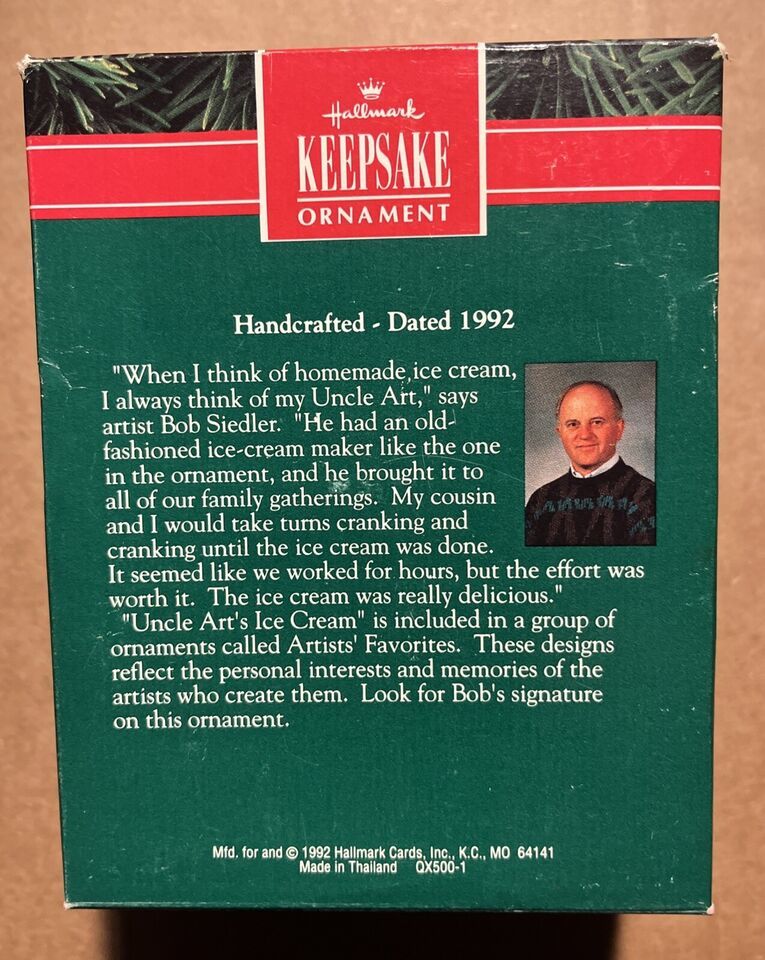 Hallmark
KEEPSAKE
ORNAMENT
Handcrafted - Dated 1992
"When I think of homemade ice cream,
I always think of my Uncle Art," says
artist Bob Siedler. "He had an old-
fashioned ice-cream maker like the one
in the ornament, and he brought it to
all of our family gatherings. My cousin
and I would take turns cranking and
cranking until the ice cream was done.
It seemed like we worked for hours, but the effort was
worth it. The ice cream was really delicious."
"Uncle Art's Ice Cream" is included in a group of
ornaments called Artists' Favorites. These designs
reflect the personal interests and memories of the
artists who create them. Look for Bob's signature
on this ornament.
Mfd. for and © 1992 Hallmark Cards, Inc., K.C., MO 64141
Made in Thailand QX500-1